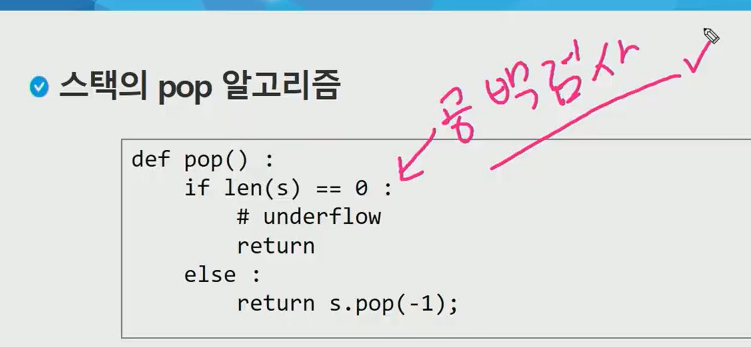 스택의 pop 알고리즘
공백검사
def pop() :
if len(s) == 0 :
# underflow
return
else :
return s.pop(-1);